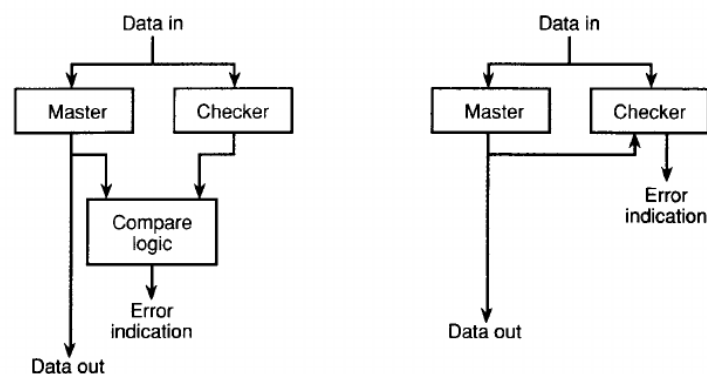 Data in
Master
Checker
Compare
logic
Error
indication
Data out
Data in
Master
Checker
Error
indication
Data out